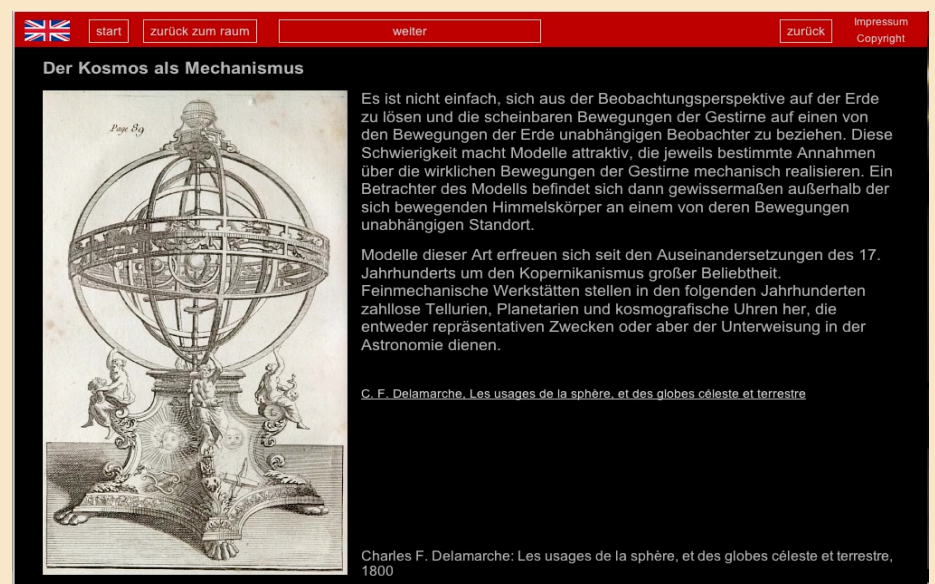 start
zurück zum raum
weiter
zurück
Impressum
Copyright
Der Kosmos als Mechanismus
Page 89
Es ist nicht einfach, sich aus der Beobachtungsperspektive auf der Erde
zu lösen und die scheinbaren Bewegungen der Gestirne auf einen von
den Bewegungen der Erde unabhängigen Beobachter zu beziehen. Diese
Schwierigkeit macht Modelle attraktiv, die jeweils bestimmte Annahmen
über die wirklichen Bewegungen der Gestirne mechanisch realisieren. Ein
Betrachter des Modells befindet sich dann gewissermaßen außerhalb der
sich bewegenden Himmelskörper an einem von deren Bewegungen
unabhängigen Standort.
Modelle dieser Art erfreuen sich seit den Auseinandersetzungen des 17.
Jahrhunderts um den Kopernikanismus großer Beliebtheit.
Feinmechanische Werkstätten stellen in den folgenden Jahrhunderten
zahllose Tellurien, Planetarien und kosmografische Uhren her, die
entweder repräsentativen Zwecken oder aber der Unterweisung in der
Astronomie dienen.
C. F. Delamarche, Les usages de la sphère, et des globes céleste et terrestre
Charles F. Delamarche: Les usages de la sphère, et des globes céleste et terrestre,
1800